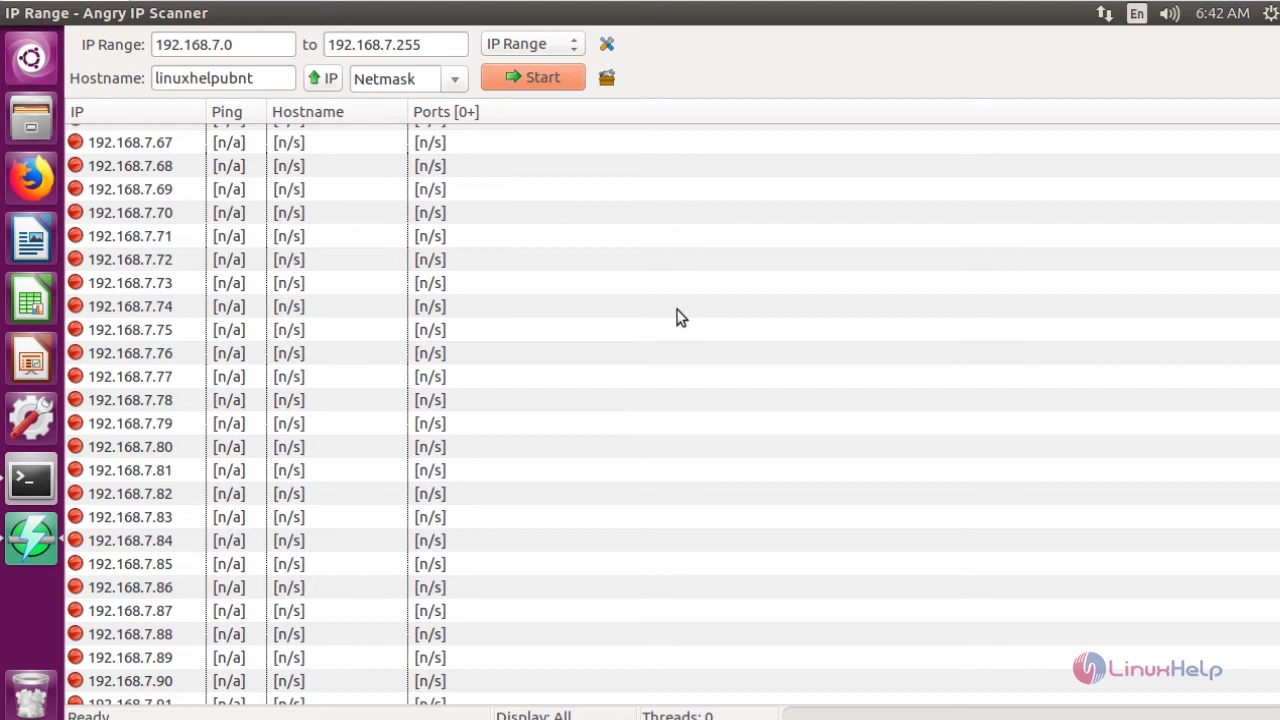 IP Range - Angry IP Scanner En 6:42 AM
IP Range: 192.168.7.0 to 192.168.7.255 IP Range
Hostname: linuxhelpubnt IP Netmask Start
IP Ping Hostname Ports [0+]
192.168.7.67 [n/a] [n/s] [n/s]
192.168.7.68 [n/a] [n/s] [n/s]
192.168.7.69 [n/a] [n/s] [n/s]
192.168.7.70 [n/a] [n/s] [n/s]
192.168.7.71 [n/a] [n/s] [n/s]
192.168.7.72 [n/a] [n/s] [n/s]
192.168.7.73 [n/a] [n/s] [n/s]
192.168.7.74 [n/a] [n/s] [n/s]
192.168.7.75 [n/a] [n/s] [n/s]
192.168.7.76 [n/a] [n/s] [n/s]
192.168.7.77 [n/a] [n/s] [n/s]
192.168.7.78 [n/a] [n/s] [n/s]
192.168.7.79 [n/a] [n/s] [n/s]
192.168.7.80 [n/a] [n/s] [n/s]
192.168.7.81 [n/a] [n/s] [n/s]
192.168.7.82 [n/a] [n/s] [n/s]
192.168.7.83 [n/a] [n/s] [n/s]
192.168.7.84 [n/a] [n/s] [n/s]
192.168.7.85 [n/a] [n/s] [n/s]
192.168.7.86 [n/a] [n/s] [n/s]
192.168.7.87 [n/a] [n/s] [n/s]
192.168.7.88 [n/a] [n/s] [n/s]
192.168.7.89 [n/a] [n/s] [n/s]
192.168.7.90 [n/a] [n/s] [n/s]
192.168.7.91 [n/a] [n/s] [n/s]
LinuxHelp
Ready Display: All Threads: 0